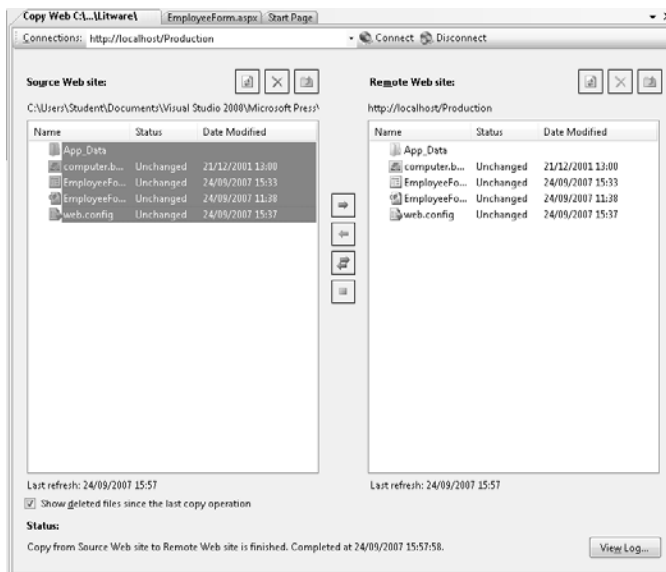 Copy Web C:\...\Litware\ EmployeeForm.aspx Start Page
Connections: http://localhost/Production Connect Disconnect
Source Web site:
C:\Users\Student\Documents\Visual Studio 2008\Microsoft Press\
Name Status Date Modified
App_Data
computer.b... Unchanged 21/12/2001 13:00
EmployeeFo... Unchanged 24/09/2007 15:33
EmployeeFo... Unchanged 24/09/2007 11:38
web.config Unchanged 24/09/2007 15:37
Last refresh: 24/09/2007 15:57
Remote Web site:
http://localhost/Production
Name Status Date Modified
App_Data
computer.b... Unchanged 21/12/2001 13:00
EmployeeFo... Unchanged 24/09/2007 15:33
EmployeeFo... Unchanged 24/09/2007 11:38
web.config Unchanged 24/09/2007 15:37
Last refresh: 24/09/2007 15:57
Show deleted files since the last copy operation
Status:
Copy from Source Web site to Remote Web site is finished. Completed at 24/09/2007 15:57:58.
View Log...